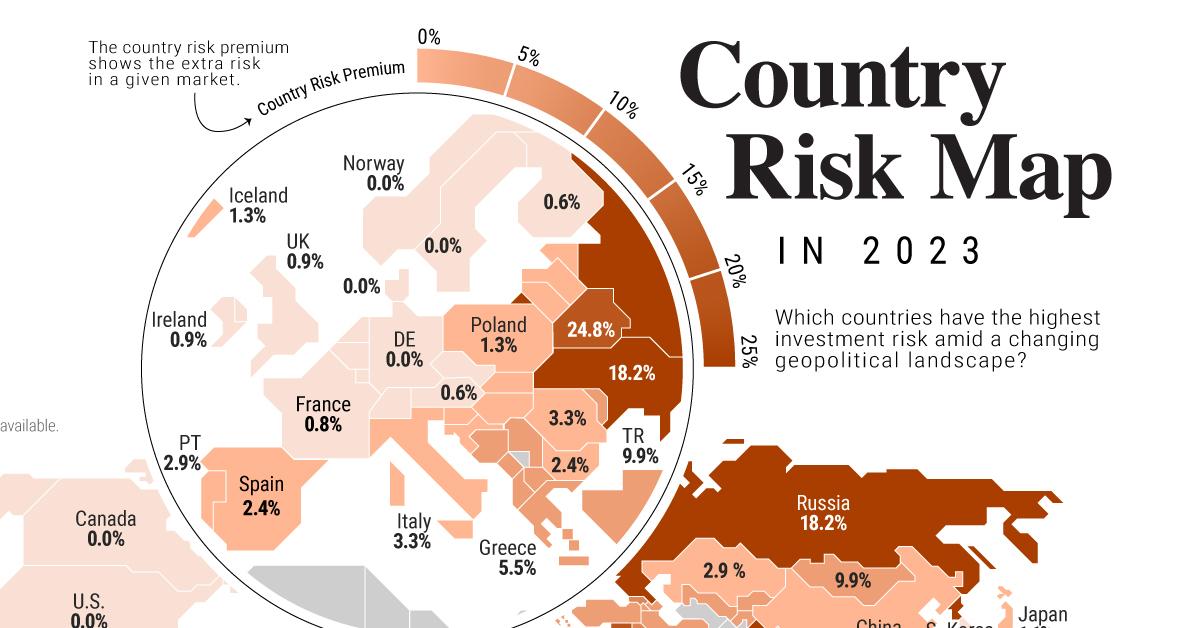 The country risk premium
shows the extra risk
in a given market.
Country Risk Premium
0%
5%
10%
15%
20%
25%
Country
Risk Map
IN 2023
Which countries have the highest
investment risk amid a changing
geopolitical landscape?
Norway
0.0%
Iceland
1.3%
0.6%
UK
0.9%
0.0%
0.0%
Ireland
0.9%
DE
0.0%
Poland
1.3%
24.8%
18.2%
0.6%
France
0.8%
3.3%
available.
PT
2.9%
TR
9.9%
2.4%
Spain
2.4%
Italy
3.3%
Greece
5.5%
Canada
0.0%
U.S.
0.0%
Russia
18.2%
2.9 %
9.9%
China
S. Korea
Japan